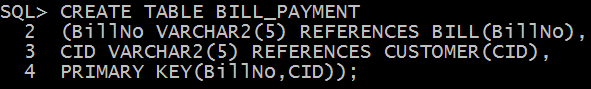 SQL> CREATE TABLE BILL_PAYMENT
2 (BillNo VARCHAR2(5) REFERENCES BILL(BillNo),
3 CID VARCHAR2(5) REFERENCES CUSTOMER(CID),
4 PRIMARY KEY(BillNo,CID));